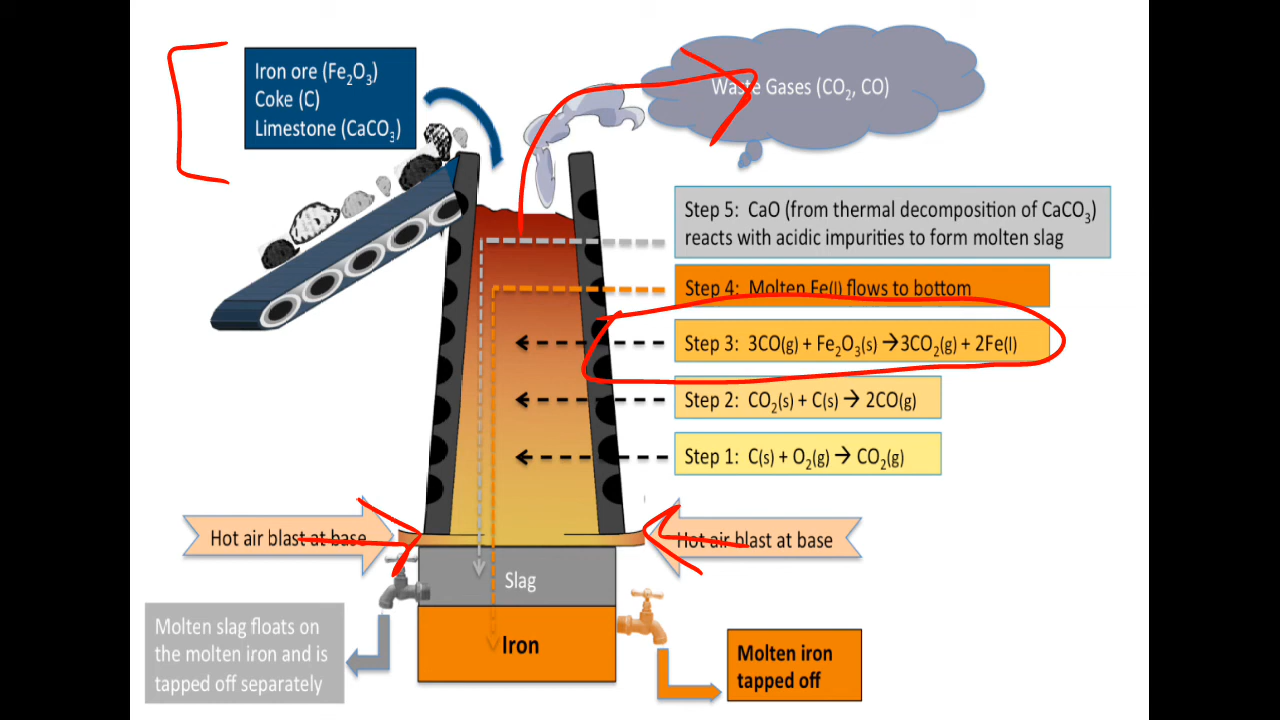 Iron ore (Fe₂O₃)
Coke (C)
Limestone (CaCO₃)
Waste Gases (CO₂, CO)
Step 5: CaO (from thermal decomposition of CaCO₃)
reacts with acidic impurities to form molten slag
Step 4: Molten Fe(l) flows to bottom
Step 3: 3CO(g) + Fe₂O₃(s) → 3CO₂(g) + 2Fe(l)
Step 2: CO₂(s) + C(s) → 2CO(g)
Step 1: C(s) + O₂(g) → CO₂(g)
Hot air blast at base
Hot air blast at base
Slag
Iron
Molten slag floats on
the molten iron and is
tapped off separately
Molten iron
tapped off